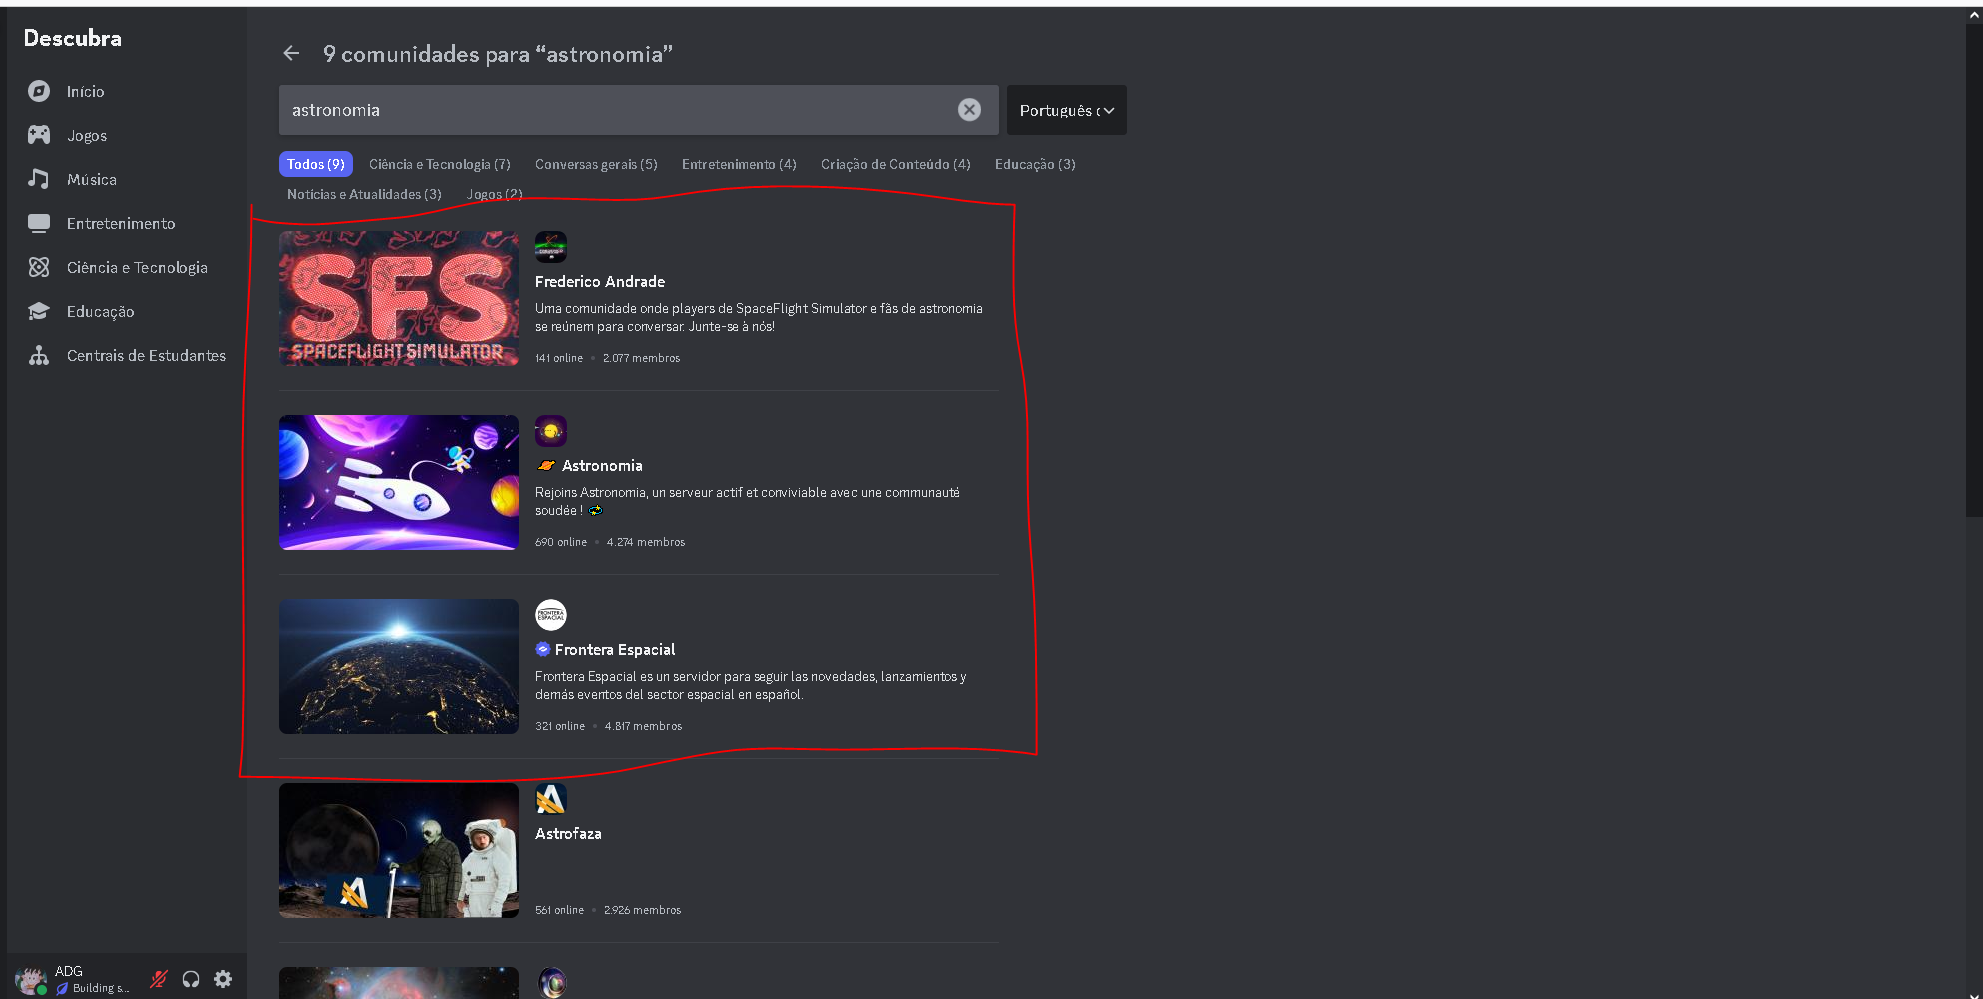 Descubra
Início
Jogos
Música
Entretenimento
Ciência e Tecnologia
Educação
Centrais de Estudantes
ADG
Building s...
9 comunidades para “astronomia”
astronomia
Português
Todos (9) Ciência e Tecnologia (7) Conversas gerais (5) Entretenimento (4) Criação de Conteúdo (4) Educação (3)
Notícias e Atualidades (3) Jogos (2)
SFS
SPACEFLIGHT SIMULATOR
Frederico Andrade
Uma comunidade onde players de SpaceFlight Simulator e fãs de astronomia
se reúnem para conversar. Junte-se à nós!
141 online • 2.077 membros
Astronomia
Rejoins Astronomia, un serveur actif et conviviable avec une communauté
soudée !
690 online • 4.274 membros
FRONTERA
ESPACIAL
Frontera Espacial
Frontera Espacial es un servidor para seguir las novedades, lanzamientos y
demás eventos del sector espacial en español.
321 online • 4.817 membros
Astrofaza
561 online • 2.926 membros